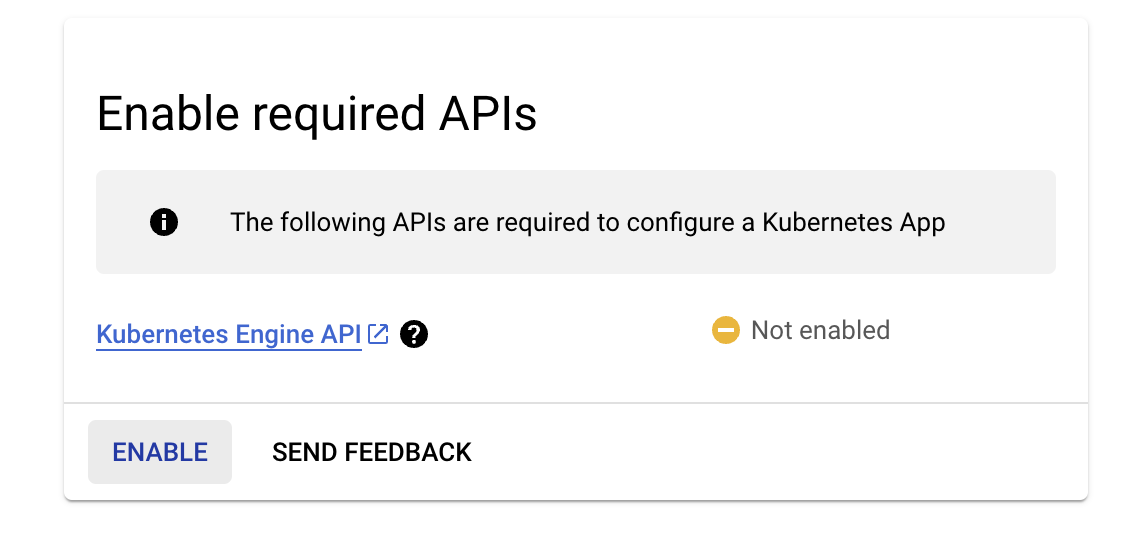 Enable required APIs
The following APIs are required to configure a Kubernetes App
Kubernetes Engine API
Not enabled
ENABLE
SEND FEEDBACK